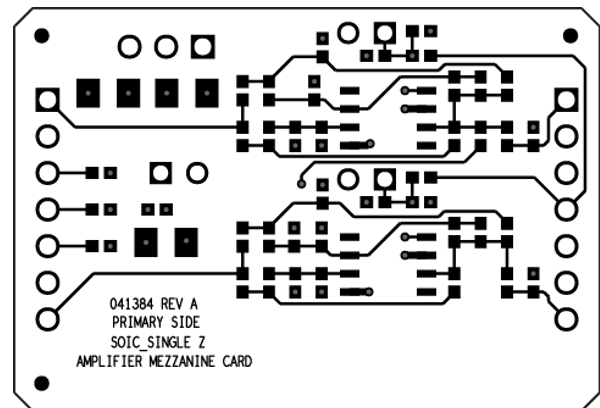 041384 REV A
PRIMARY SIDE
SOIC_SINGLE Z
AMPLIFIER MEZZANINE CARD